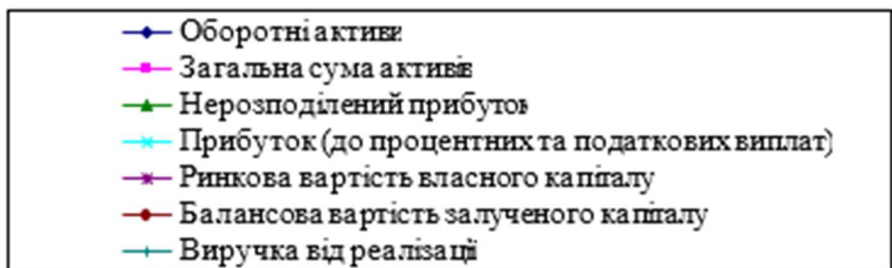 Оборотні активи
Загальна сума активів
Нерозподілений прибуток
Прибуток (до процентних та податкових виплат)
Ринкова вартість власного капіталу
Балансова вартість залученого капіталу
Виручка від реалізації